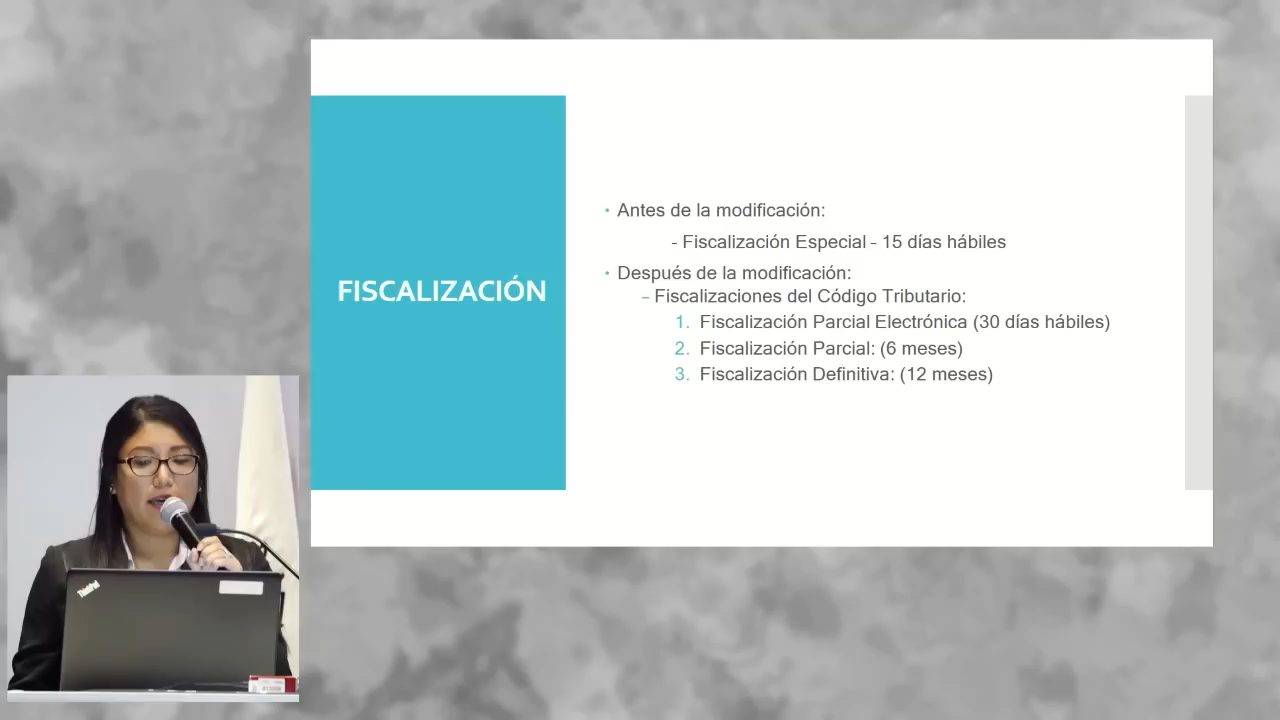 FISCALIZACIÓN
• Antes de la modificación:
- Fiscalización Especial - 15 días hábiles
• Después de la modificación:
– Fiscalizaciones del Código Tributario:
1. Fiscalización Parcial Electrónica (30 días hábiles)
2. Fiscalización Parcial: (6 meses)
3. Fiscalización Definitiva: (12 meses)
ThinkPad